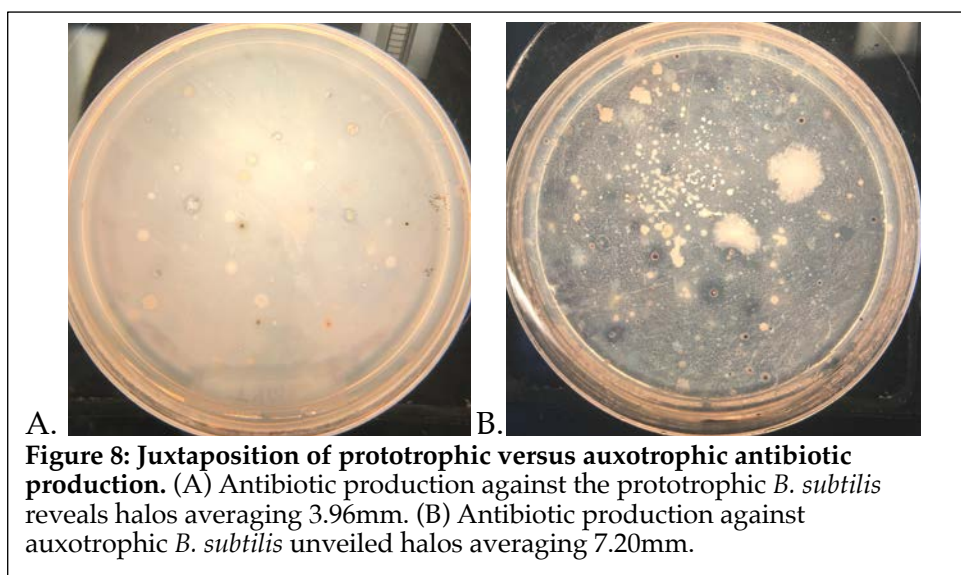 A. B.
Figure 8: Juxtaposition of prototrophic versus auxotrophic antibiotic
production. (A) Antibiotic production against the prototrophic B. subtilis
reveals halos averaging 3.96mm. (B) Antibiotic production against
auxotrophic B. subtilis unveiled halos averaging 7.20mm.